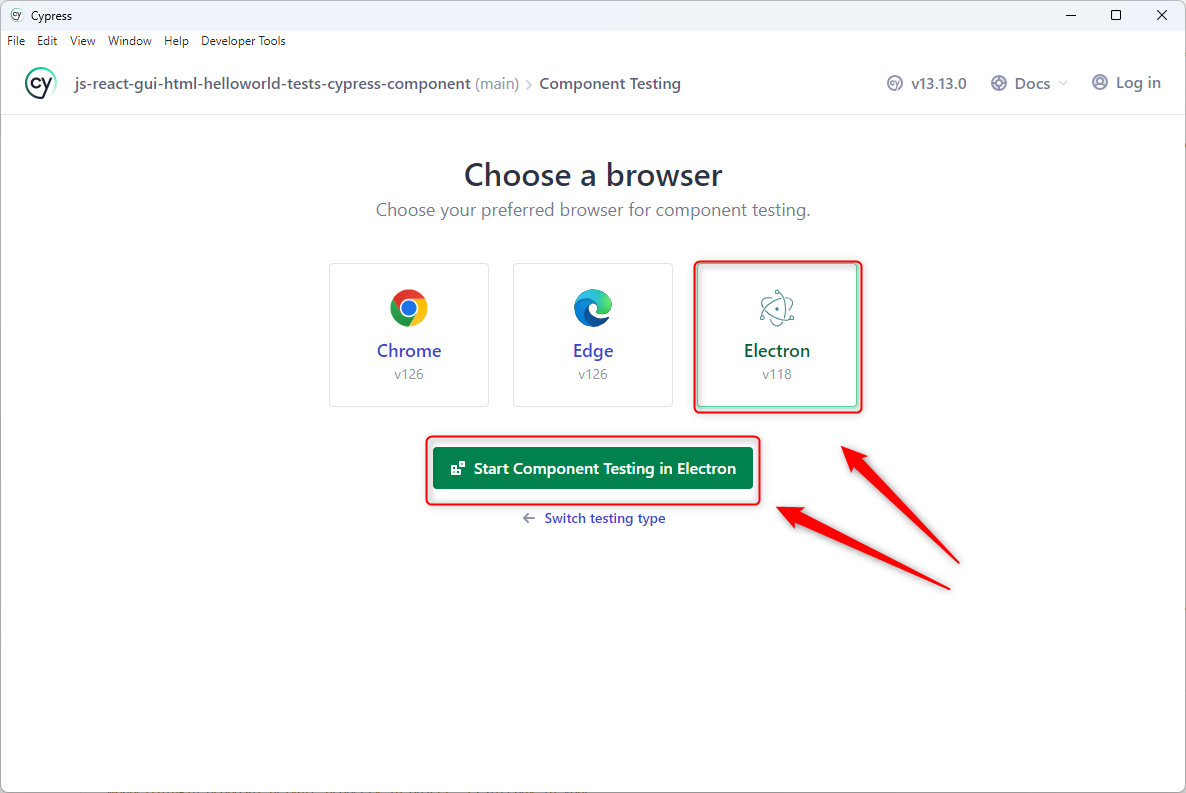 Cypress
File Edit View Window Help Developer Tools
cy js-react-gui-html-helloworld-tests-cypress-component (main) > Component Testing v13.13.0 Docs Log in
Choose a browser
Choose your preferred browser for component testing.
Chrome Edge Electron
v126 v126 v118
Start Component Testing in Electron
← Switch testing type